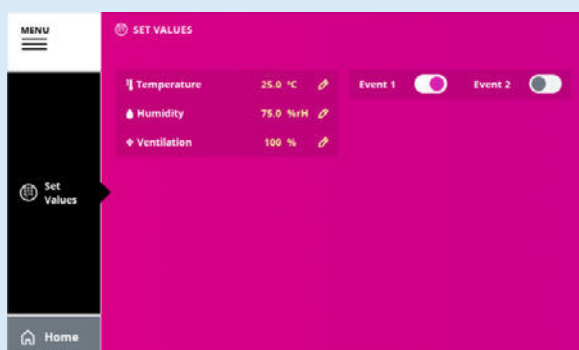 MENU
SET VALUES
Temperature 25.0 °C
Humidity 75.0 %rH
Ventilation 100 %
Event 1 Event 2
Set
Values
Home